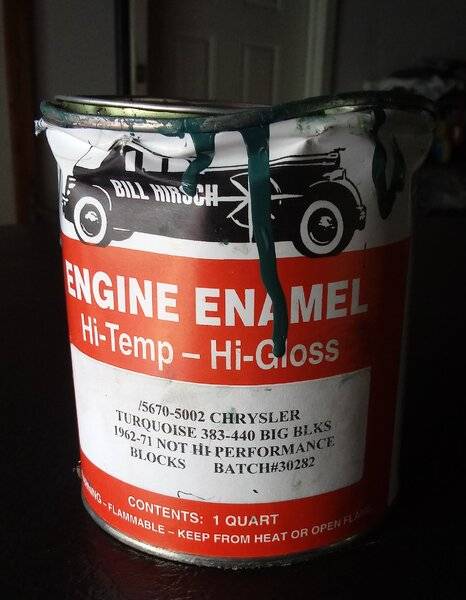 BILL HIRSCH
ENGINE ENAMEL
Hi-Temp – Hi-Gloss
/5670-5002 CHRYSLER
TURQUOISE 383-440 BIG BLKS
1962-71 NOT HI PERFORMANCE
BLOCKS BATCH#30282
CONTENTS: 1 QUART
– FLAMMABLE – KEEP FROM HEAT OR OPEN